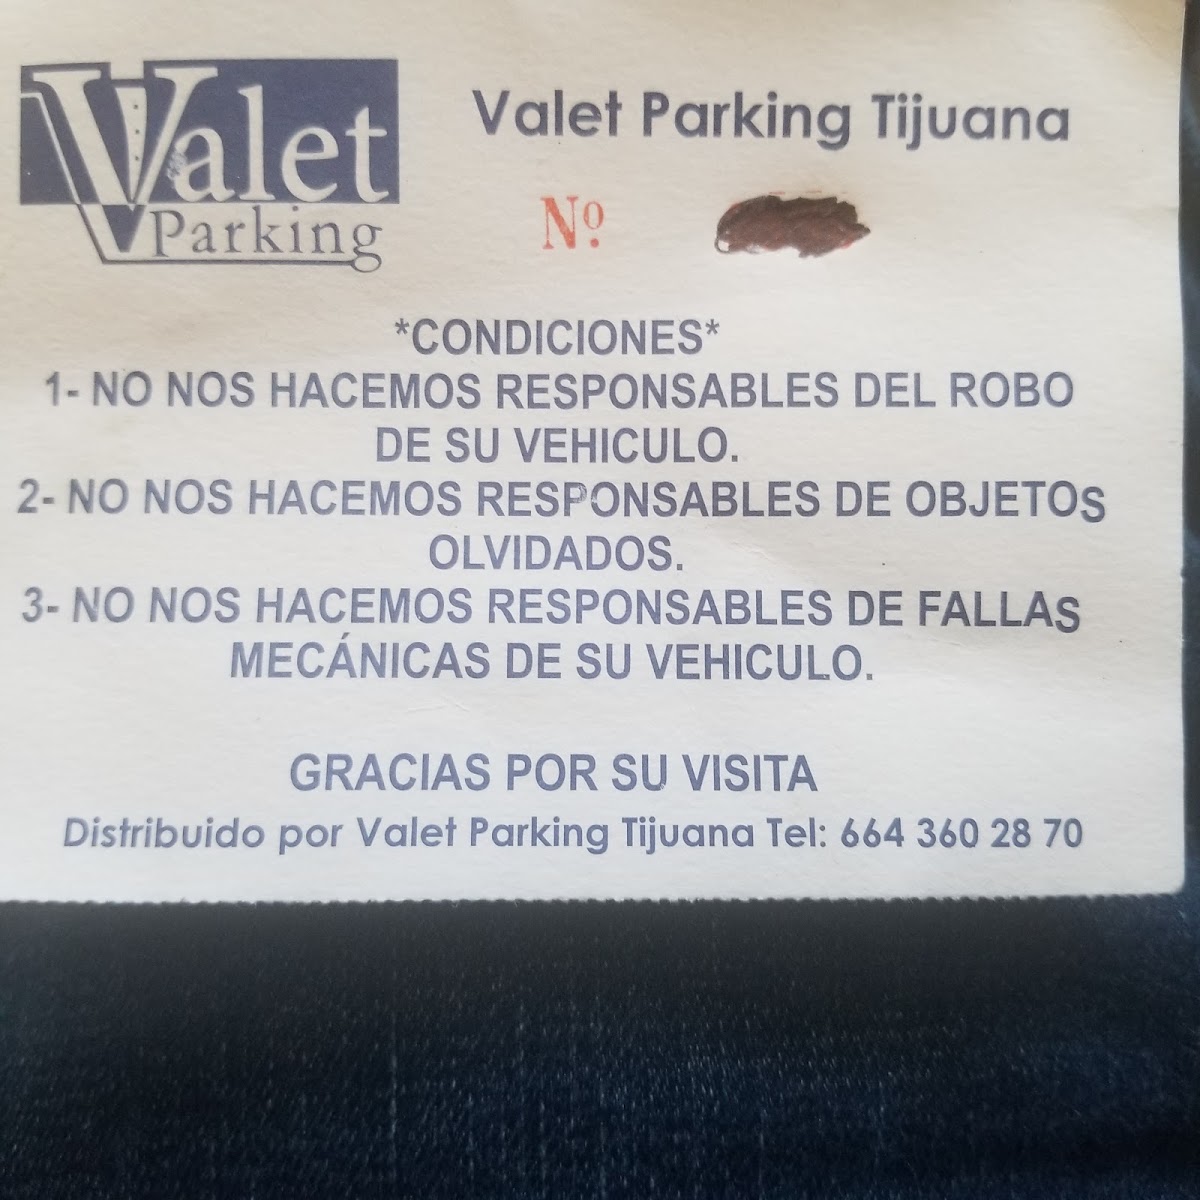 Valet
Parking
Valet Parking Tijuana
Nº.
*CONDICIONES*
1- NO NOS HACEMOS RESPONSABLES DEL ROBO
DE SU VEHICULO.
2- NO NOS HACEMOS RESPONSABLES DE OBJETOS
OLVIDADOS.
3- NO NOS HACEMOS RESPONSABLES DE FALLAS
MECÁNICAS DE SU VEHICULO.
GRACIAS POR SU VISITA
Distribuido por Valet Parking Tijuana Tel: 664 360 28 70